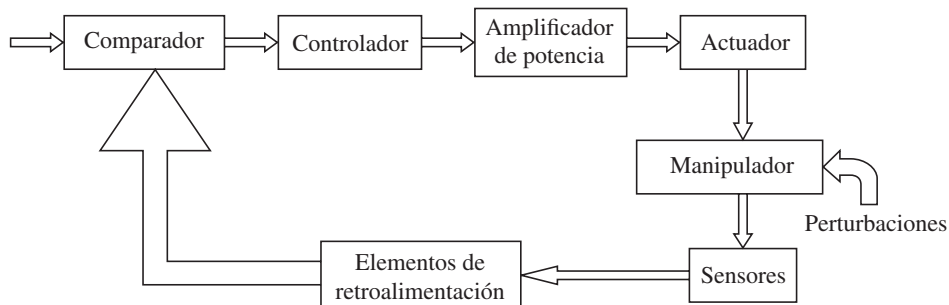 Comparador
Controlador
Amplificador
de potencia
Actuador
Manipulador
Perturbaciones
Sensores
Elementos de
retroalimentación